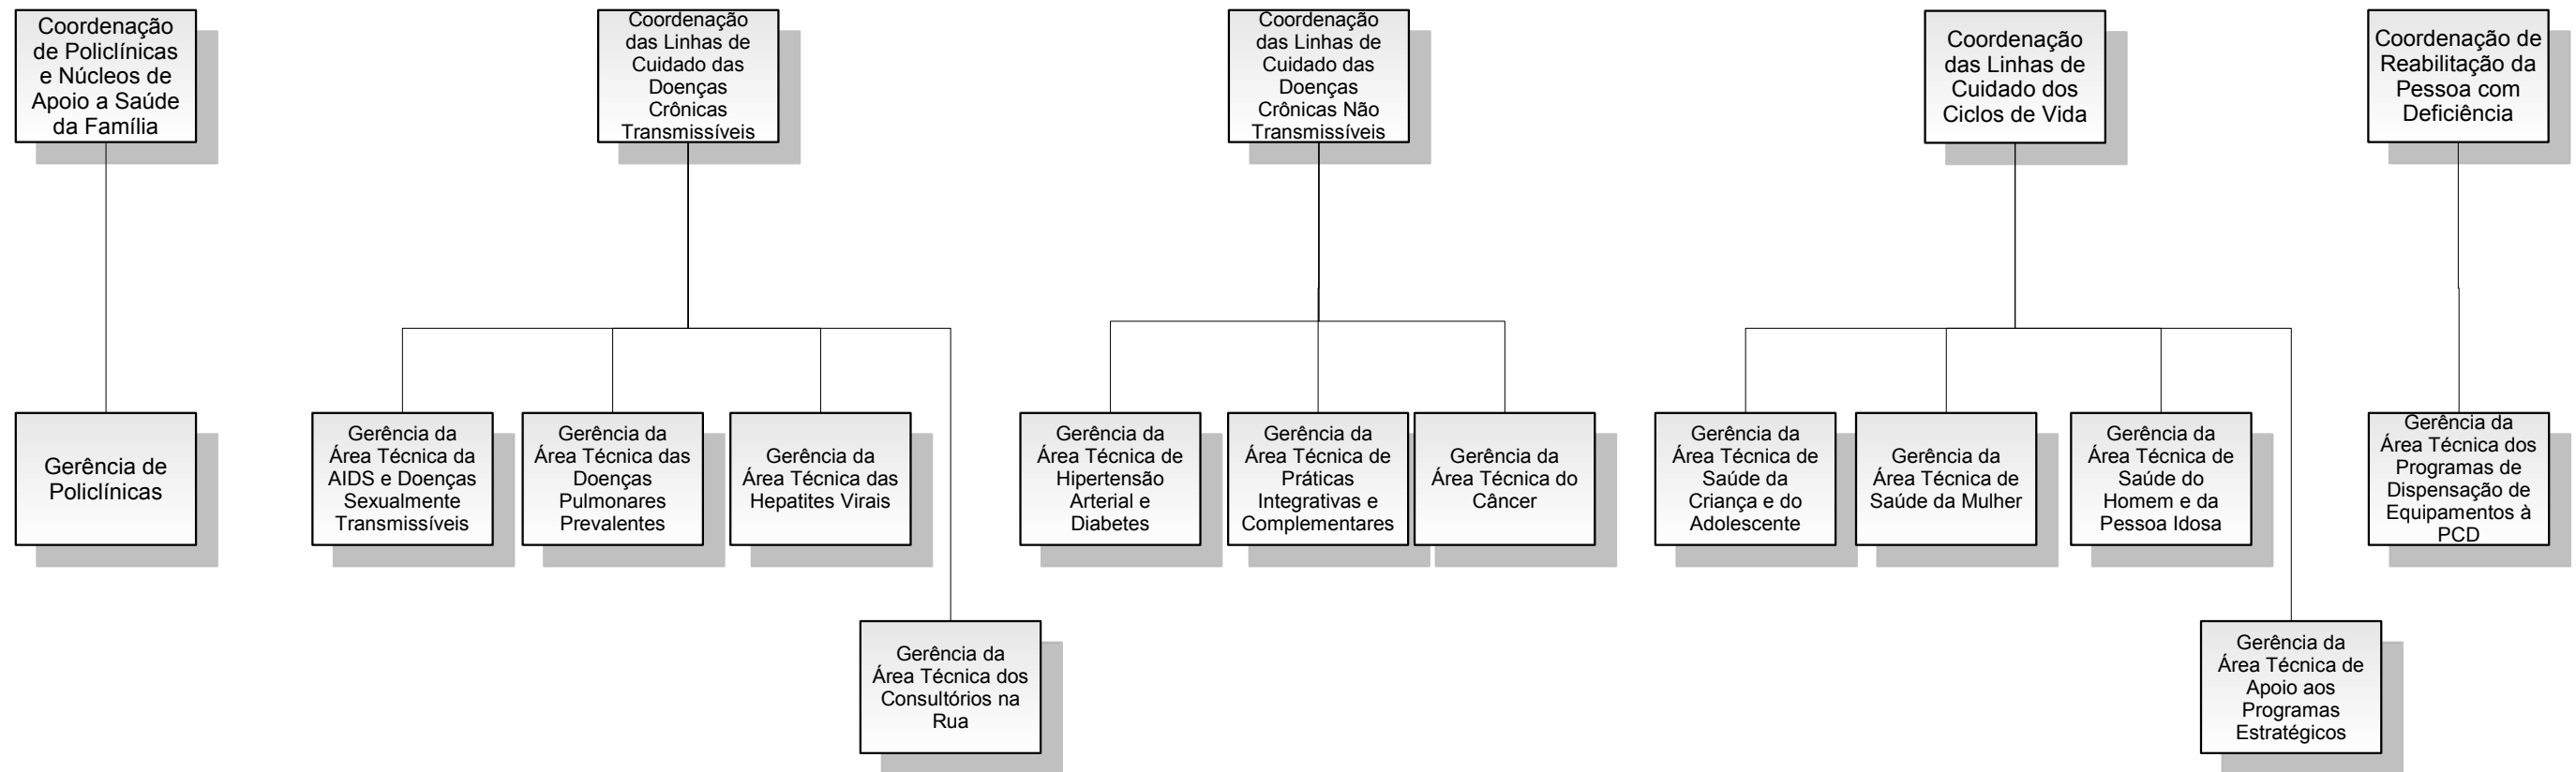 Coordenação
de Policlínicas
e Núcleos de
Apoio a Saúde
da Família
Coordenação
das Linhas de
Cuidado das
Doenças
Crônicas
Transmissíveis
Coordenação
das Linhas de
Cuidado das
Doenças
Crônicas Não
Transmissíveis
Coordenação
das Linhas de
Cuidado dos
Ciclos de Vida
Coordenação de
Reabilitação da
Pessoa com
Deficiência
Gerência de
Policlínicas
Gerência da
Área Técnica da
AIDS e Doenças
Sexualmente
Transmissíveis
Gerência da
Área Técnica das
Doenças
Pulmonares
Prevalentes
Gerência da
Área Técnica das
Hepatites Virais
Gerência da
Área Técnica de
Hipertensão
Arterial e
Diabetes
Gerência da
Área Técnica de
Práticas
Integrativas e
Complementares
Gerência da
Área Técnica do
Câncer
Gerência da
Área Técnica de
Saúde da
Criança e do
Adolescente
Gerência da
Área Técnica de
Saúde da Mulher
Gerência da
Área Técnica de
Saúde do
Homem e da
Pessoa Idosa
Gerência da
Área Técnica dos
Programas de
Dispensação de
Equipamentos à
PCD
Gerência da
Área Técnica dos
Consultórios na
Rua
Gerência da
Área Técnica de
Apoio aos
Programas
Estratégicos